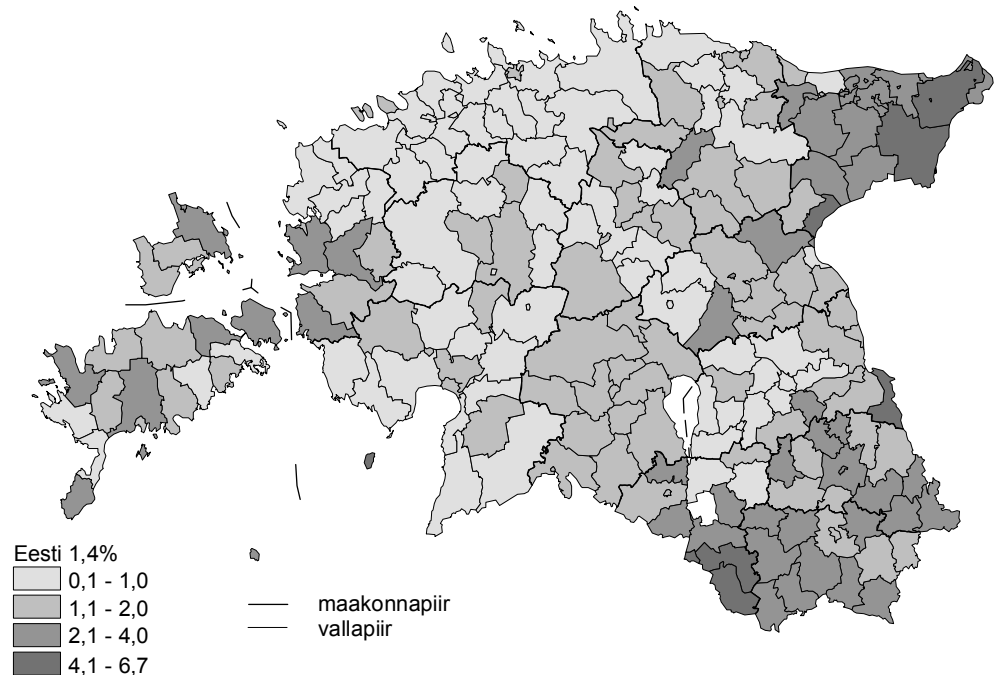 Eesti 1,4%
0,1 - 1,0
1,1 - 2,0
2,1 - 4,0
4,1 - 6,7
maakonnapiir
vallapiir